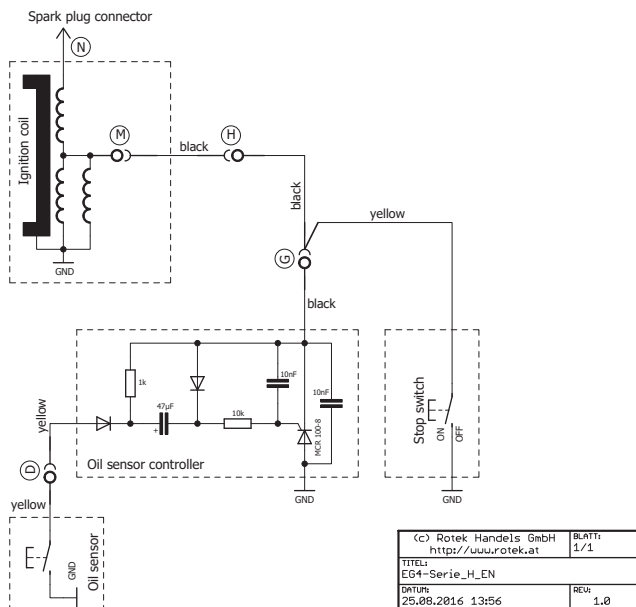 Spark plug connector
N
Ignition coil
M
H
black
black
yellow
G
black
GND
1k
47µF
+
10k
10nF
10nF
MCR 100-8
Oil sensor controller
GND
Stop switch
ON
OFF
GND
yellow
D
yellow
Oil sensor
GND
(c) Rotek Handels GmbH
http://www.rotek.at
BLATT:
1/1
TITEL:
EG4-Serie_H_EN
DATUM:
25.08.2016 13:56
REV:
1.0